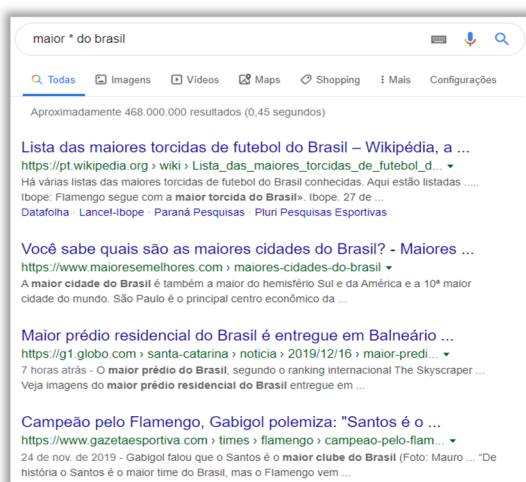 maior * do brasil
Todas Imagens Vídeos Maps Shopping Mais Configurações
Aproximadamente 468.000.000 resultados (0,45 segundos)
Lista das maiores torcidas de futebol do Brasil – Wikipédia, a ...
https://pt.wikipedia.org › wiki › Lista_das_maiores_torcidas_de_futebol_d...
Há várias listas das maiores torcidas de futebol do Brasil conhecidas. Aqui estão listadas .....
Ibope: Flamengo segue com a maior torcida do Brasil». Ibope. 27 de ...
Datafolha · Lancel-Ibope · Paraná Pesquisas · Pluri Pesquisas Esportivas
Você sabe quais são as maiores cidades do Brasil? - Maiores ...
https://www.maioresemelhores.com › maiores-cidades-do-brasil
A maior cidade do Brasil é também a maior do hemisfério Sul e da América e a 10ª maior
cidade do mundo. São Paulo é o principal centro econômico da ...
Maior prédio residencial do Brasil é entregue em Balneário ...
https://g1.globo.com › santa-catarina › noticia › 2019/12/16 › maior-predi...
7 horas atrás - O maior prédio do Brasil, segundo o ranking internacional The Skyscraper ...
Veja imagens do maior prédio residencial do Brasil entregue em ...
Campeão pelo Flamengo, Gabigol polemiza: "Santos é o ...
https://www.gazetaesportiva.com › times › flamengo › campeao-pelo-flam...
24 de nov. de 2019 - Gabigol falou que o Santos é o maior clube do Brasil (Foto: Mauro ... "De
história o Santos é o maior time do Brasil, mas o Flamengo vem ...